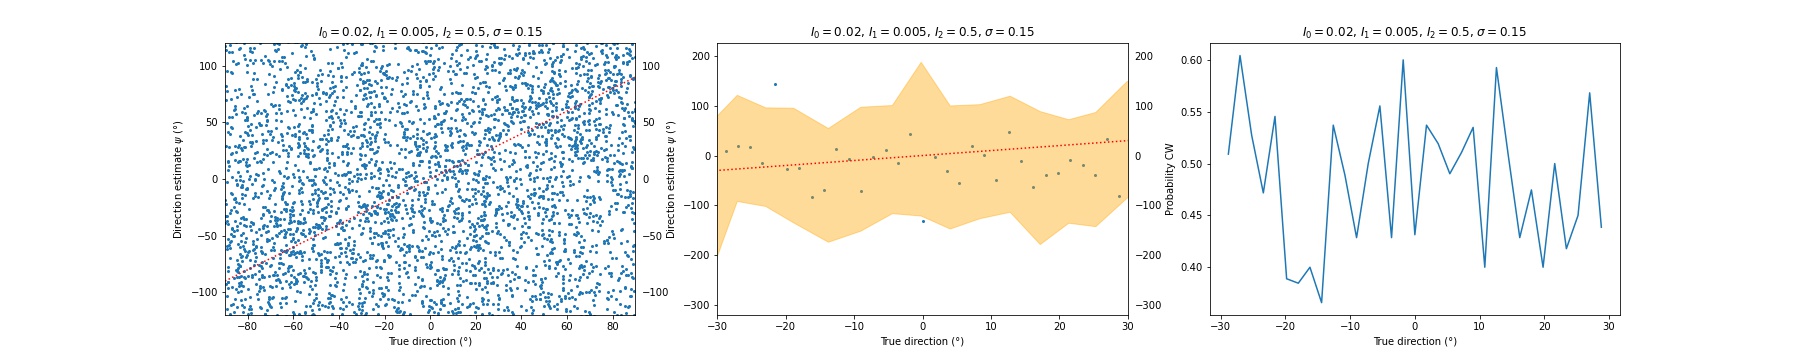 I₀ = 0.02, I₁ = 0.005, I₂ = 0.5, σ = 0.15
Direction estimate ψ (°)
100
50
0
−50
−100
100
50
0
−50
−100
−80 −60 −40 −20 0 20 40 60 80
True direction (°)
I₀ = 0.02, I₁ = 0.005, I₂ = 0.5, σ = 0.15
Direction estimate ψ (°)
200
100
0
−100
−200
−300
200
100
0
−100
−200
−300
−30 −20 −10 0 10 20 30
True direction (°)
I₀ = 0.02, I₁ = 0.005, I₂ = 0.5, σ = 0.15
Probability CW
0.60
0.55
0.50
0.45
0.40
−30 −20 −10 0 10 20 30
True direction (°)